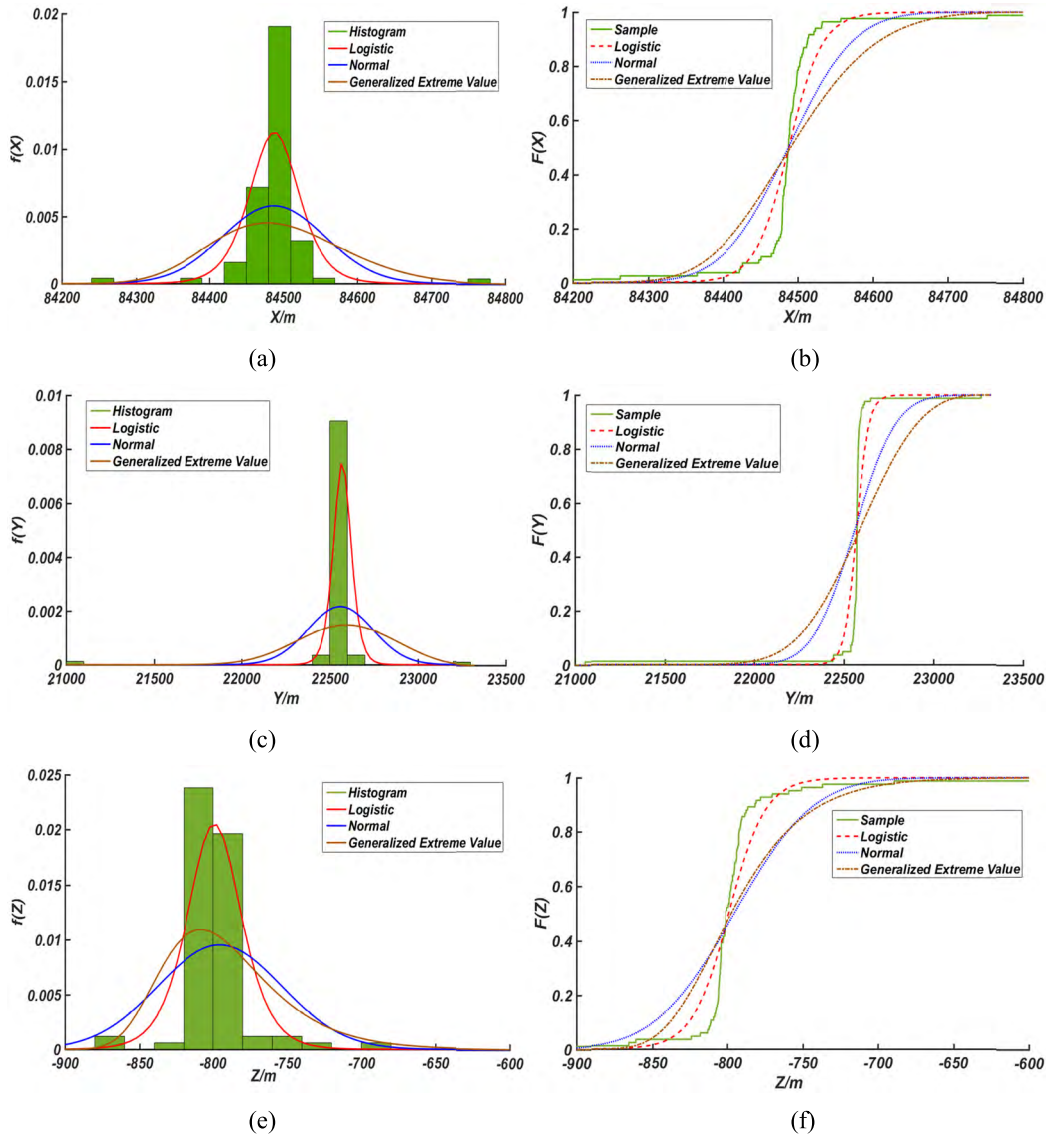 0.02
0.015
0.01
0.005
0
f(X)
Histogram
Logistic
Normal
Generalized Extreme Value
84200 84300 84400 84500 84600 84700 84800
X/m
(a)
1
0.8
0.6
0.4
0.2
0
F(X)
Sample
Logistic
Normal
Generalized Extreme Value
84200 84300 84400 84500 84600 84700 84800
X/m
(b)
0.01
0.008
0.006
0.004
0.002
0
f(Y)
Histogram
Logistic
Normal
Generalized Extreme Value
21000 21500 22000 22500 23000 23500
Y/m
(c)
1
0.8
0.6
0.4
0.2
0
F(Y)
Sample
Logistic
Normal
Generalized Extreme Value
21000 21500 22000 22500 23000 23500
Y/m
(d)
0.025
0.02
0.015
0.01
0.005
0
f(Z)
Histogram
Logistic
Normal
Generalized Extreme Value
-900 -850 -800 -750 -700 -650 -600
Z/m
(e)
1
0.8
0.6
0.4
0.2
0
F(Z)
Sample
Logistic
Normal
Generalized Extreme Value
-900 -850 -800 -750 -700 -650 -600
Z/m
(f)